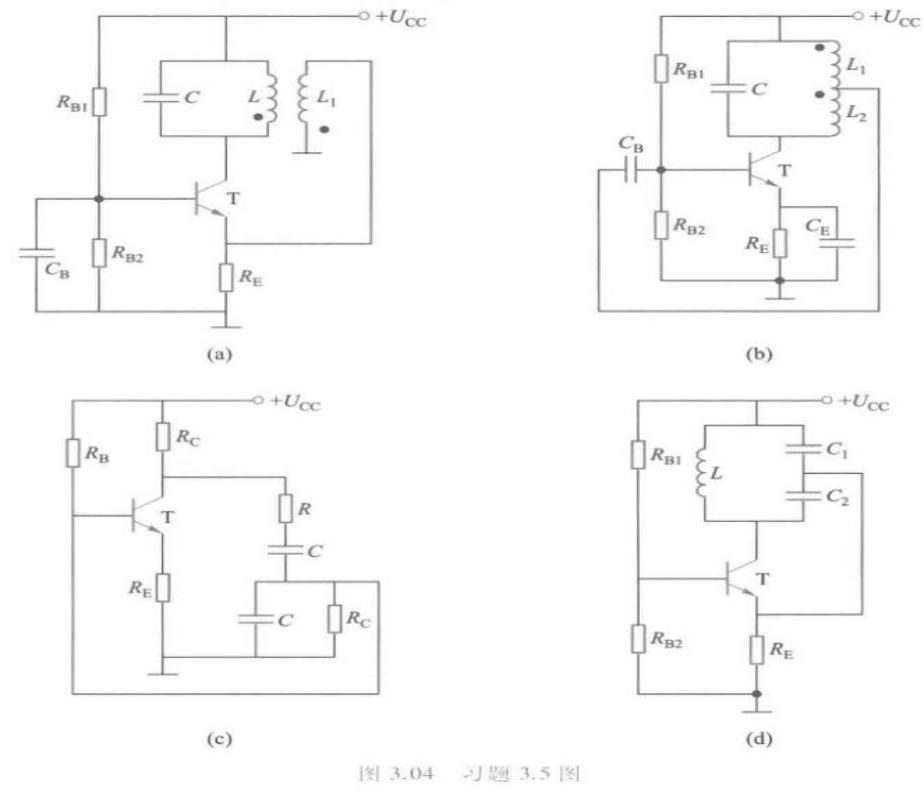 +U_CC
R_B1
C
L
L_1
T
R_B2
C_B
R_E
(a)
+U_CC
R_B1
C
L_1
L_2
C_B
T
R_B2
R_E
C_E
(b)
+U_CC
R_B
R_C
T
R
C
R_E
C
R_C
(c)
+U_CC
R_B1
L
C_1
C_2
T
R_B2
R_E
(d)
图 3.04 习题 3.5 图